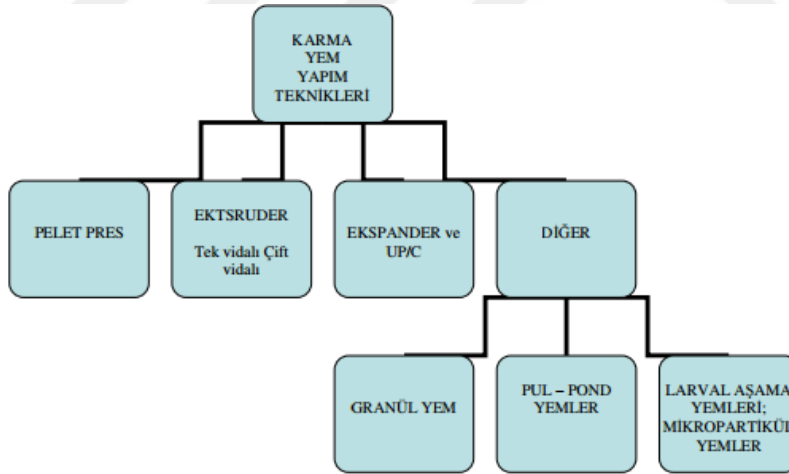 KARMA
YEM
YAPIM
TEKNİKLERİ
PELET PRES
EKTSRUDER
Tek vidalı Çift
vidalı
EKSPANDER ve
UP/C
DİĞER
GRANÜL YEM
PUL – POND
YEMLER
LARVAL AŞAMA
YEMLERİ;
MİKROPARTİKÜL
YEMLER